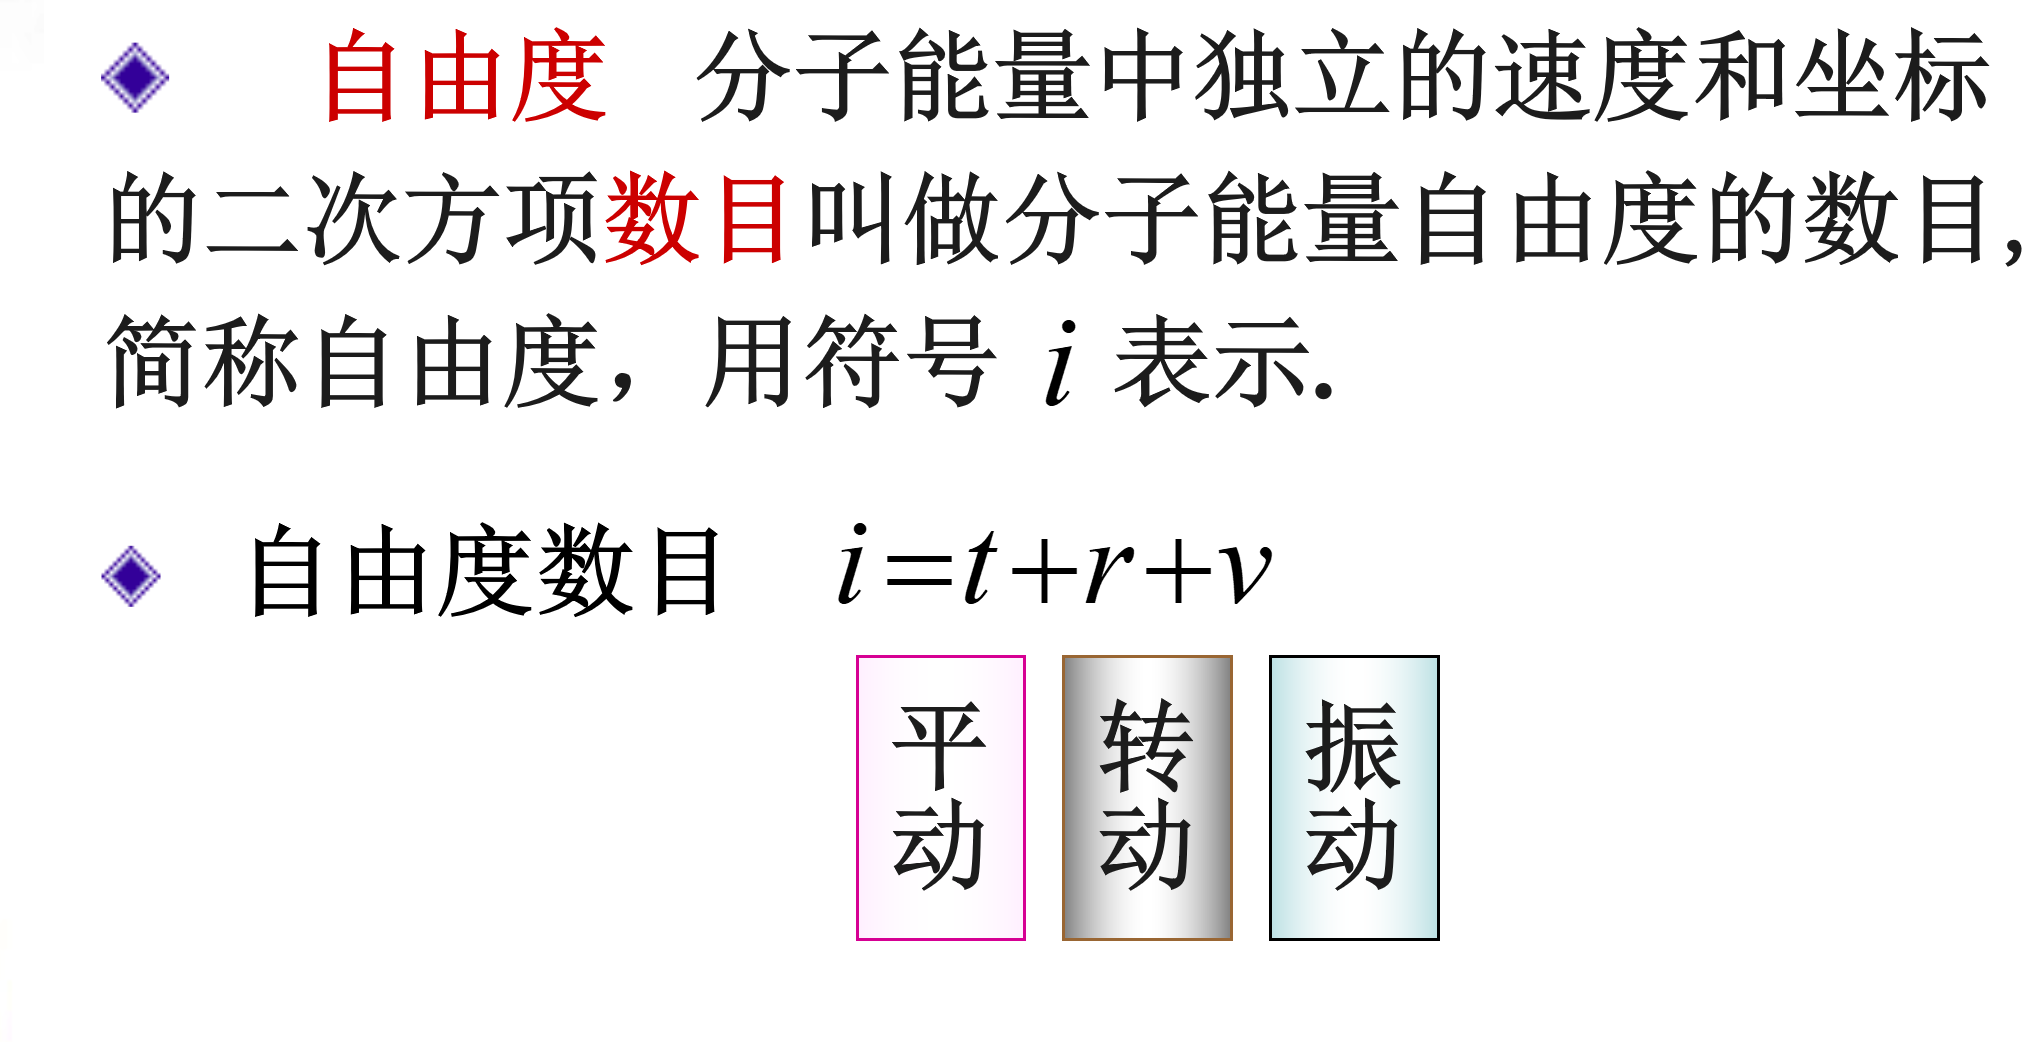 自由度 分子能量中独立的速度和坐标
的二次方项数目叫做分子能量自由度的数目,
简称自由度，用符号 i 表示.
自由度数目 i=t+r+v
平动 转动 振动